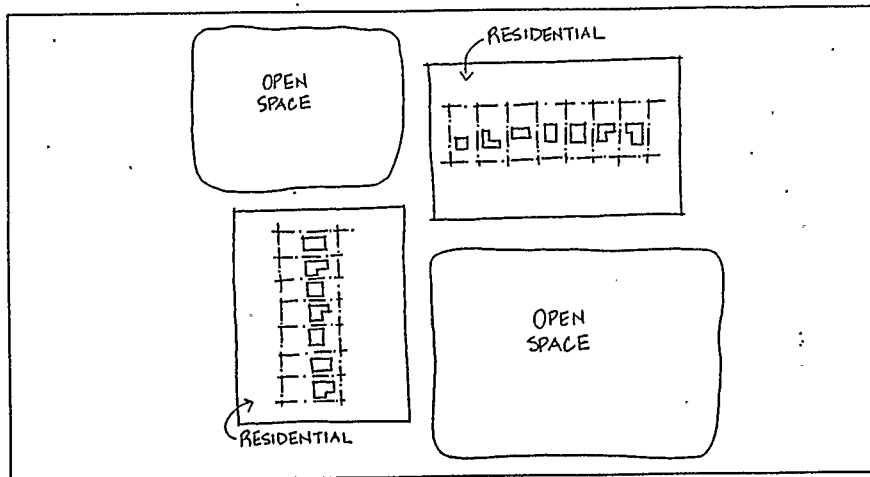 RESIDENTIAL
OPEN
SPACE
OPEN
SPACE
RESIDENTIAL